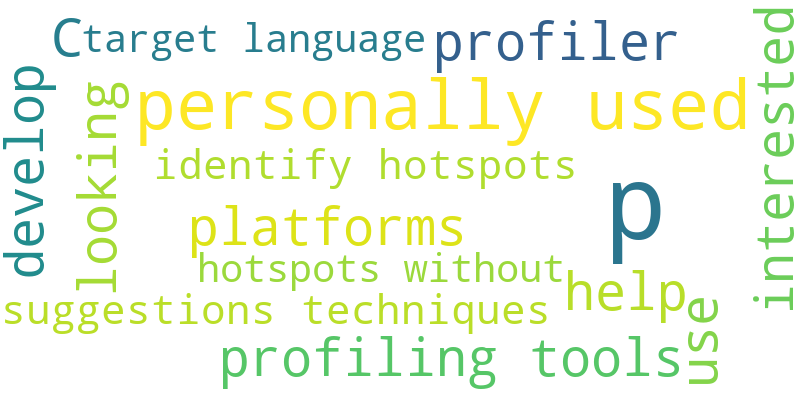 C
target language
profiler
interested
personally used
develop
looking
identify hotspots
p
platforms
hotspots without
help
suggestions techniques
use
profiling tools